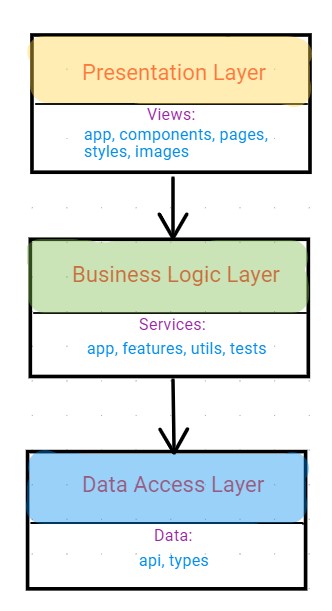 Presentation Layer
Views:
app, components, pages,
styles, images
Business Logic Layer
Services:
app, features, utils, tests
Data Access Layer
Data:
api, types